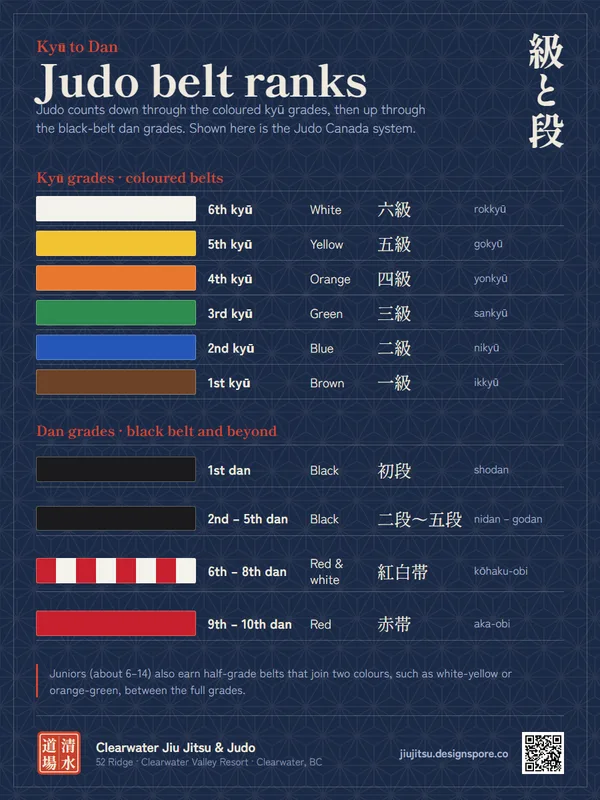 Kyū to Dan
Judo belt ranks
Judo counts down through the coloured kyū grades, then up through
the black-belt dan grades. Shown here is the Judo Canada system.
級と段
Kyū grades · coloured belts
6th kyū White 六級 rokkyū
5th kyū Yellow 五級 gokyū
4th kyū Orange 四級 yonkyū
3rd kyū Green 三級 sankyū
2nd kyū Blue 二級 nikyū
1st kyū Brown 一級 ikkyū
Dan grades · black belt and beyond
1st dan Black 初段 shodan
2nd – 5th dan Black 二段〜五段 nidan – godan
6th – 8th dan Red & white 紅白帯 kōhaku-obi
9th – 10th dan Red 赤帯 aka-obi
Juniors (about 6–14) also earn half-grade belts that join two colours, such as white-yellow or
orange-green, between the full grades.
清水
道場
Clearwater Jiu Jitsu & Judo
52 Ridge · Clearwater Valley Resort · Clearwater, BC
jiujitsu.designspore.co